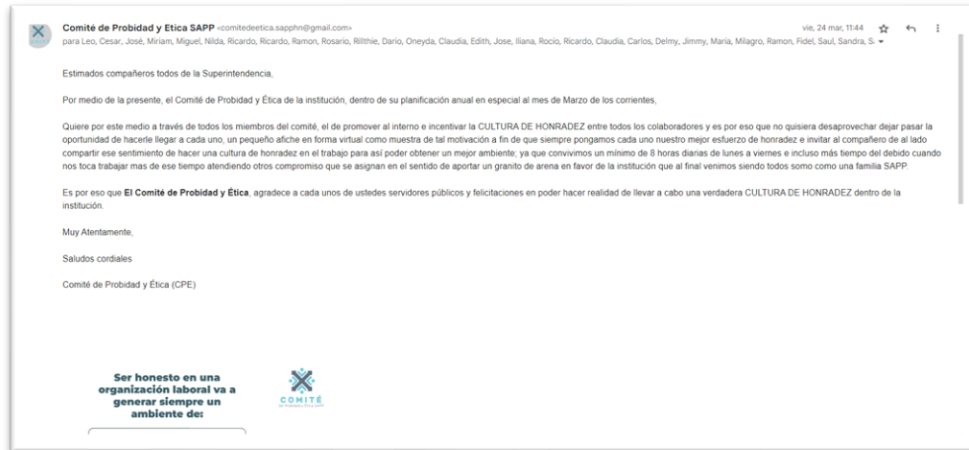 Comité de Probidad y Etica SAPP <comitedeetica.sapphn@gmail.com>
vie, 24 mar, 11:44
para Leo, Cesar, José, Miriam, Miguel, Nilda, Ricardo, Ricardo, Ramon, Rosario, Rilthie, Dario, Oneyda, Claudia, Edith, Jose, Iliana, Rocio, Ricardo, Claudia, Carlos, Delmy, Jimmy, Maria, Milagro, Ramon, Fidel, Saul, Sandra, S.
Estimados compañeros todos de la Superintendencia,
Por medio de la presente, el Comité de Probidad y Ética de la institución, dentro de su planificación anual en especial al mes de Marzo de los corrientes,
Quiere por este medio a través de todos los miembros del comité, el de promover al interno e incentivar la CULTURA DE HONRADEZ entre todos los colaboradores y es por eso que no quisiera desaprovechar dejar pasar la
oportunidad de hacerle llegar a cada uno, un pequeño afiche en forma virtual como muestra de tal motivación a fin de que siempre pongamos cada uno nuestro mejor esfuerzo de honradez e invitar al compañero de al lado
compartir ese sentimiento de hacer una cultura de honradez en el trabajo para así poder obtener un mejor ambiente; ya que convivimos un mínimo de 8 horas diarias de lunes a viernes e incluso más tiempo del debido cuando
nos toca trabajar mas de ese tiempo atendiendo otros compromiso que se asignan en el sentido de aportar un granito de arena en favor de la institución que al final venimos siendo todos somo como una familia SAPP.
Es por eso que El Comité de Probidad y Ética, agradece a cada unos de ustedes servidores públicos y felicitaciones en poder hacer realidad de llevar a cabo una verdadera CULTURA DE HONRADEZ dentro de la
institución.
Muy Atentamente,
Saludos cordiales
Comité de Probidad y Ética (CPE)
Ser honesto en una
organización laboral va a
generar siempre un
ambiente de:
COMITÉ
de Probidad y Ética SAPP